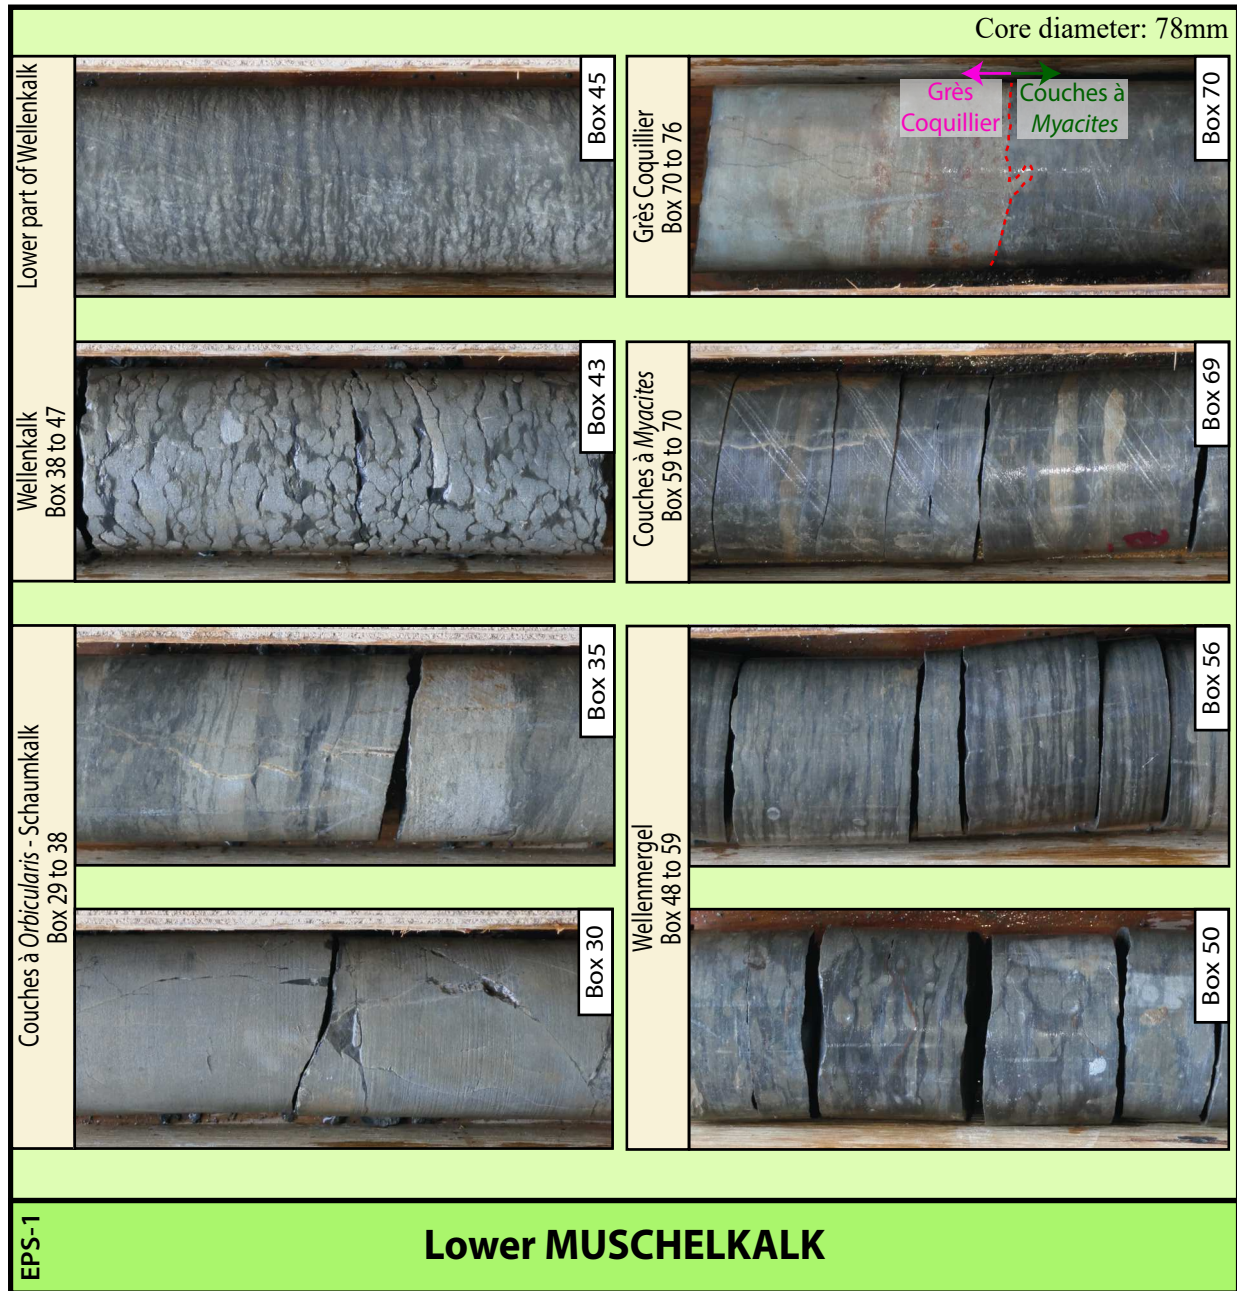 Core diameter: 78mm
Lower part of Wellenkalk
Box 45
Wellenkalk
Box 38 to 47
Box 43
Couches à Orbicularis - Schaumkalk
Box 29 to 38
Box 35
Box 30
Grès Coquillier
Box 70 to 76
Grès
Coquillier
Couches à
Myacites
Box 70
Couches à Myacites
Box 59 to 70
Box 69
Wellenmergel
Box 48 to 59
Box 56
Box 50
EPS-1
Lower MUSCHELKALK